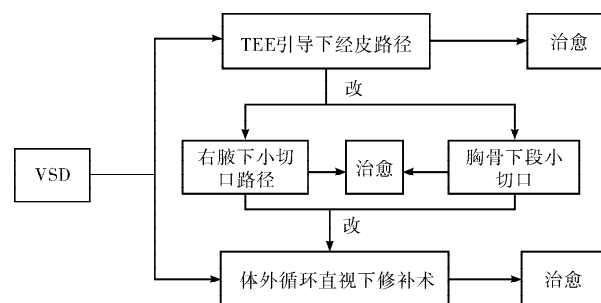 TEE引导下经皮路径
治愈
改
右腋下小切
口路径
治愈
胸骨下段小
切口
VSD
改
体外循环直视下修补术
治愈